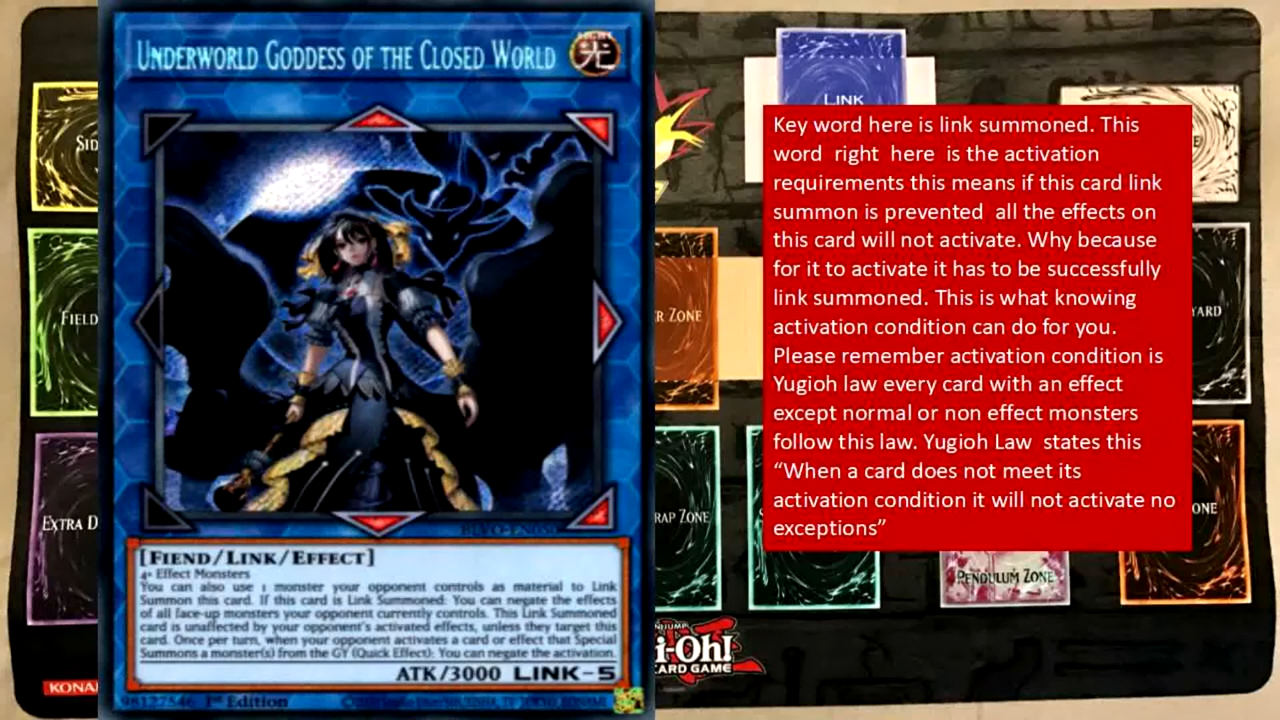 UNDERWORLD GODDESS OF THE CLOSED WORLD
LIGHT
光
[FIEND/LINK/EFFECT]
4+ Effect Monsters
You can also use 1 monster your opponent controls as material to Link
Summon this card. If this card is Link Summoned: You can negate the effects
of all face-up monsters your opponent currently controls. This Link Summoned
card is unaffected by your opponent's activated effects, unless they target this
card. Once per turn, when your opponent activates a card or effect that Special
Summons a monster(s) from the GY (Quick Effect): You can negate the activation.
ATK/3000 LINK-5
1st Edition
LINK
Key word here is link summoned. This
word right here is the activation
requirements this means if this card link
summon is prevented all the effects on
this card will not activate. Why because
for it to activate it has to be successfully
link summoned. This is what knowing
activation condition can do for you.
Please remember activation condition is
Yugioh law every card with an effect
except normal or non effect monsters
follow this law. Yugioh Law states this
“When a card does not meet its
activation condition it will not activate no
exceptions”
SID
FIELD
EXTRA D
KONA
R ZONE
RAP ZONE
YARD
ONE
PENDULUM ZONE
i-Oh!
CARD GAME